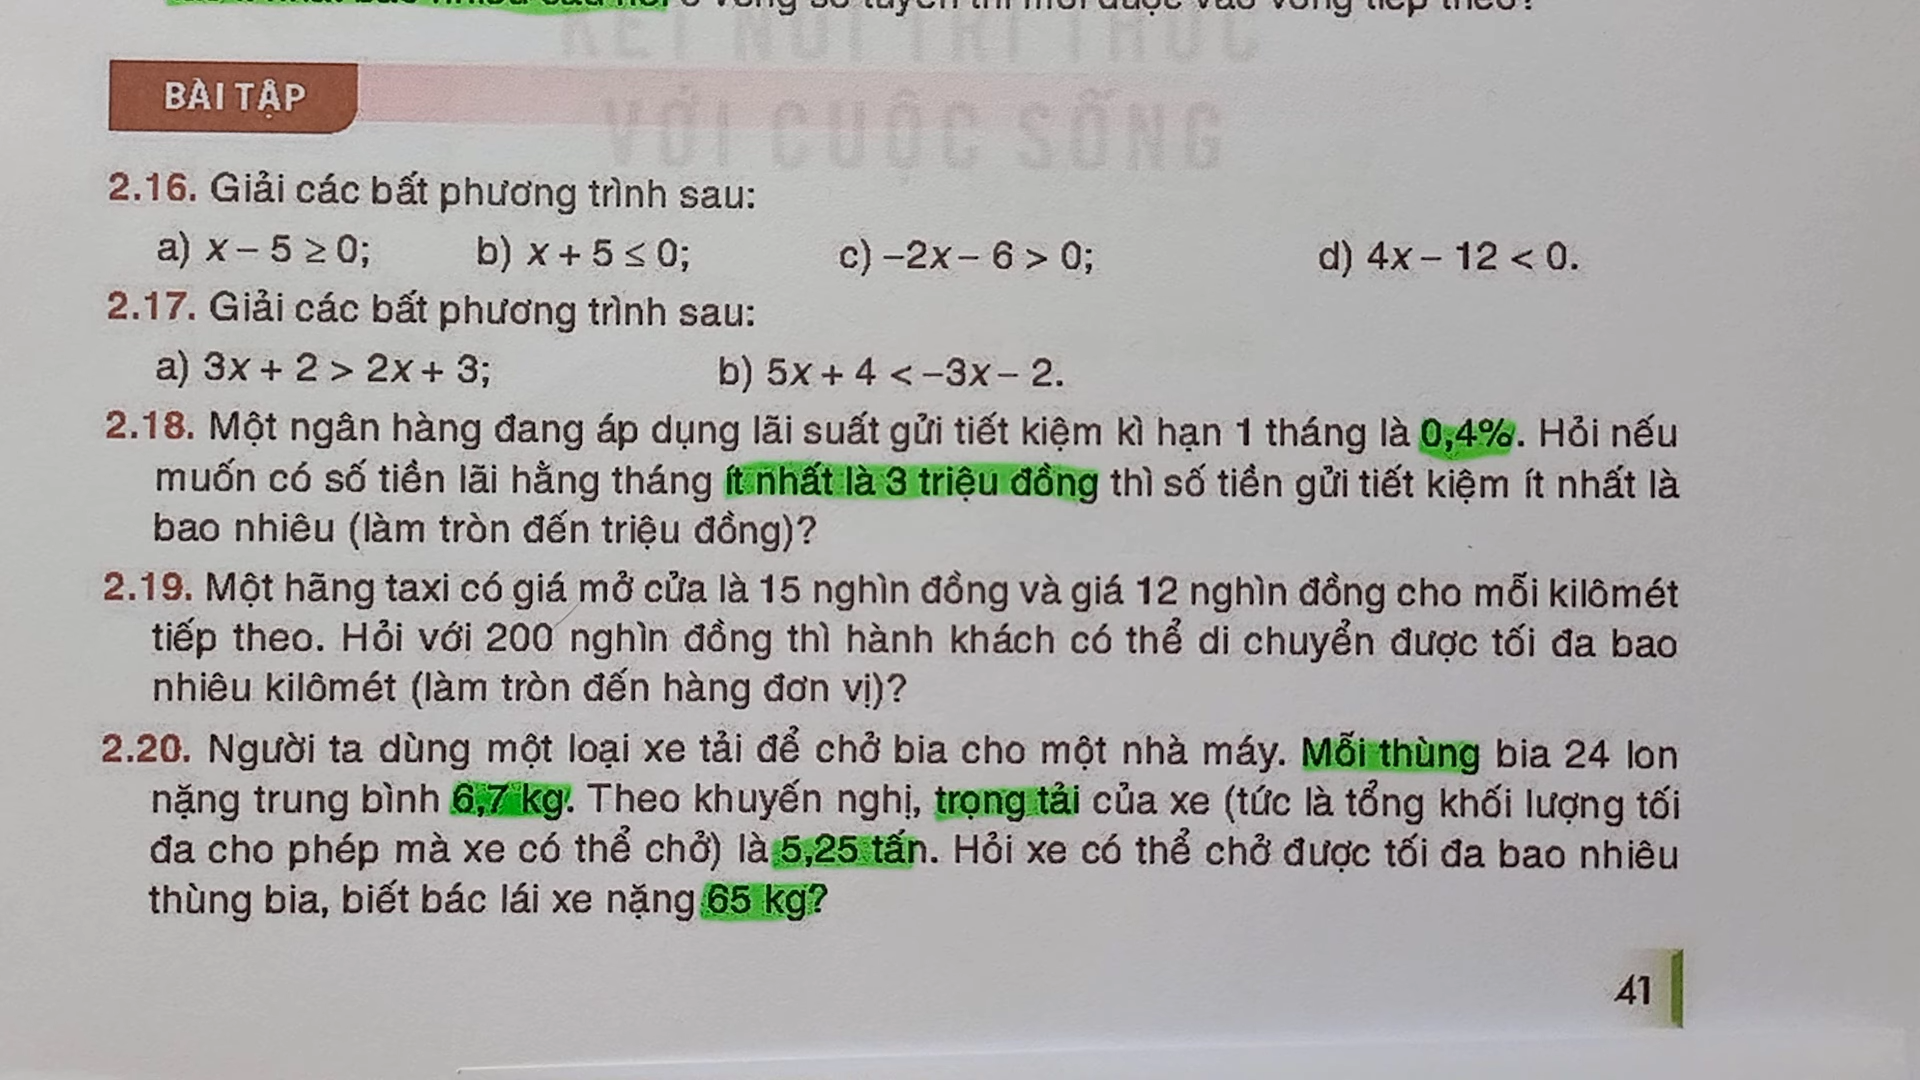 KẾT NỐI TRI THỨC
BÀI TẬP
VỚI CUỘC SỐNG
2.16. Giải các bất phương trình sau:
a) x – 5 ≥ 0; b) x + 5 ≤ 0; c) –2x – 6 > 0; d) 4x – 12 < 0.
2.17. Giải các bất phương trình sau:
a) 3x + 2 > 2x + 3; b) 5x + 4 < –3x – 2.
2.18. Một ngân hàng đang áp dụng lãi suất gửi tiết kiệm kì hạn 1 tháng là 0,4%. Hỏi nếu
muốn có số tiền lãi hằng tháng ít nhất là 3 triệu đồng thì số tiền gửi tiết kiệm ít nhất là
bao nhiêu (làm tròn đến triệu đồng)?
2.19. Một hãng taxi có giá mở cửa là 15 nghìn đồng và giá 12 nghìn đồng cho mỗi kilômét
tiếp theo. Hỏi với 200 nghìn đồng thì hành khách có thể di chuyển được tối đa bao
nhiêu kilômét (làm tròn đến hàng đơn vị)?
2.20. Người ta dùng một loại xe tải để chở bia cho một nhà máy. Mỗi thùng bia 24 lon
nặng trung bình 6,7 kg. Theo khuyến nghị, trọng tải của xe (tức là tổng khối lượng tối
đa cho phép mà xe có thể chở) là 5,25 tấn. Hỏi xe có thể chở được tối đa bao nhiêu
thùng bia, biết bác lái xe nặng 65 kg?
41